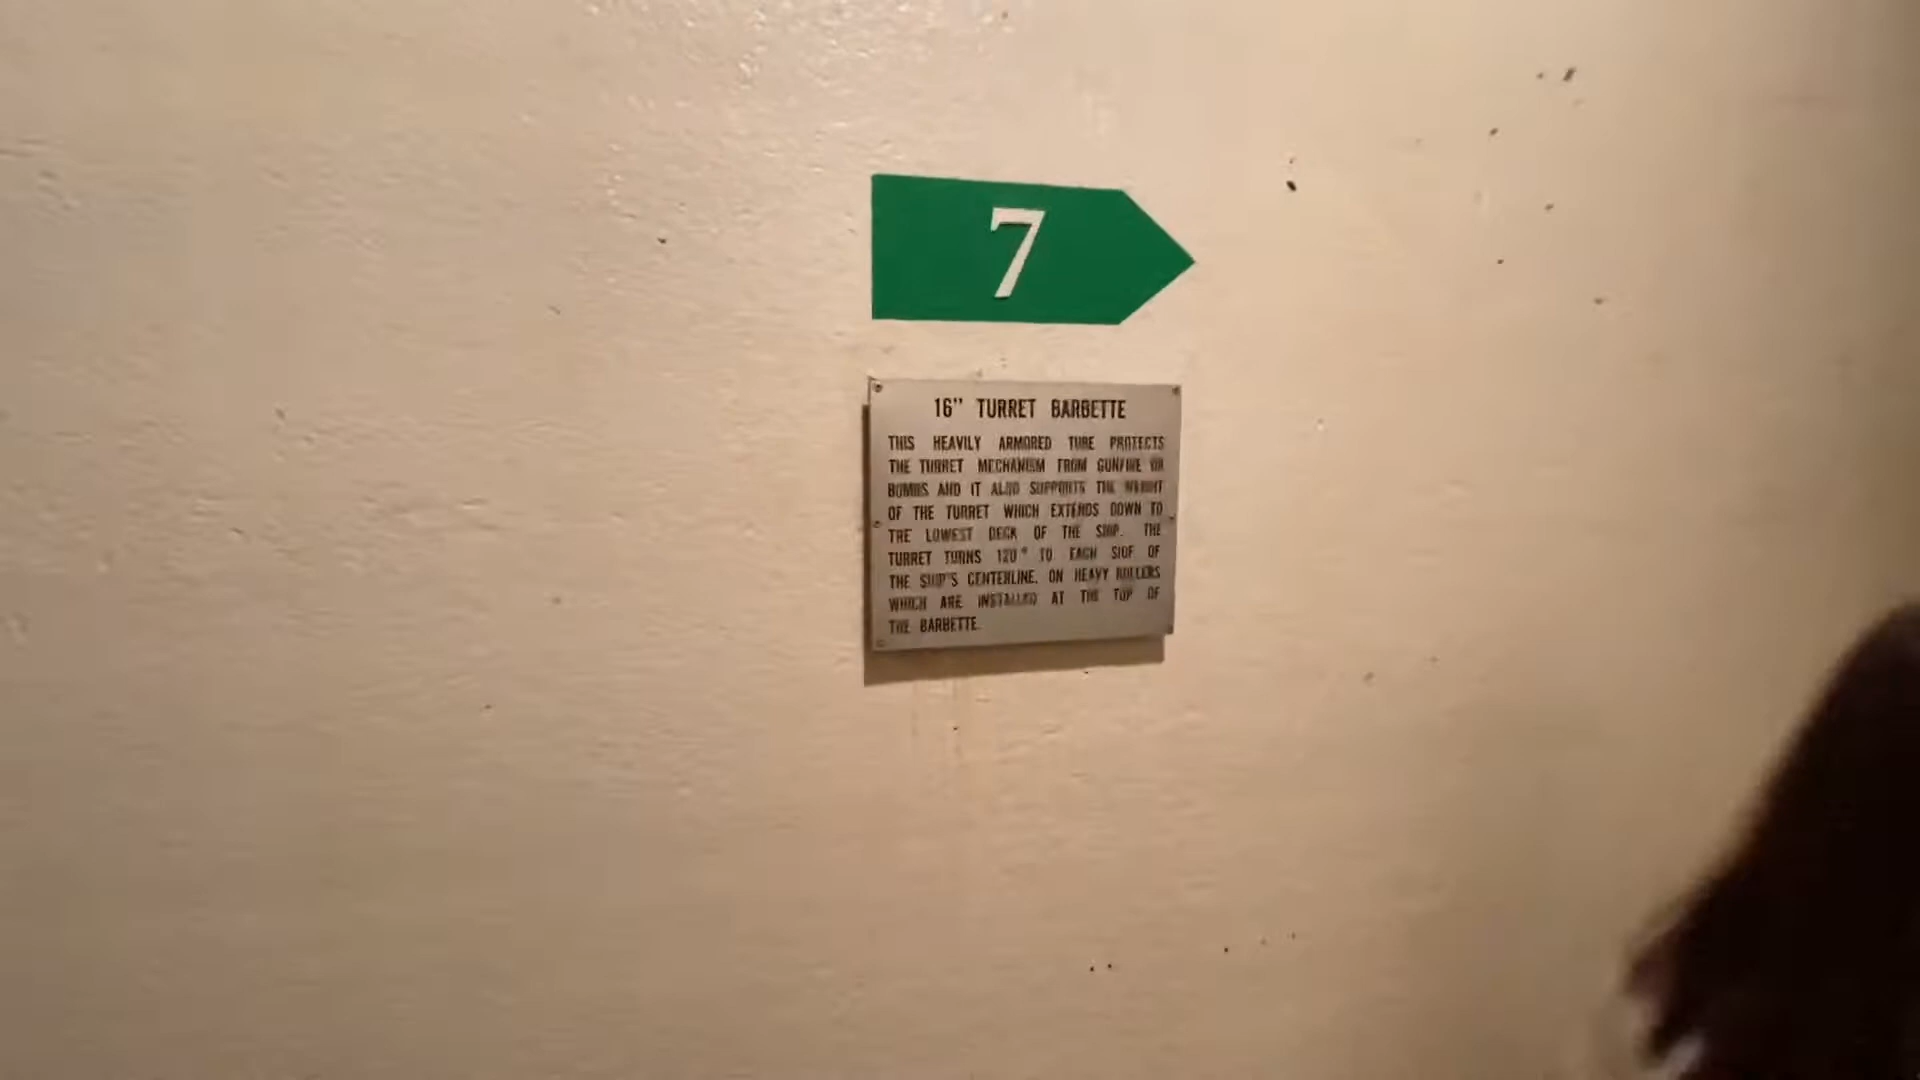 7
16” TURRET BARBETTE
THIS HEAVILY ARMORED TUBE PROTECTS
THE TURRET MECHANISM FROM GUNFIRE OR
BOMBS AND IT ALSO SUPPORTS THE WEIGHT
OF THE TURRET WHICH EXTENDS DOWN TO
THE LOWEST DECK OF THE SHIP. THE
TURRET TURNS 120° TO EACH SIDE OF
THE SHIP'S CENTERLINE, ON HEAVY ROLLERS
WHICH ARE INSTALLED AT THE TOP OF
THE BARBETTE.